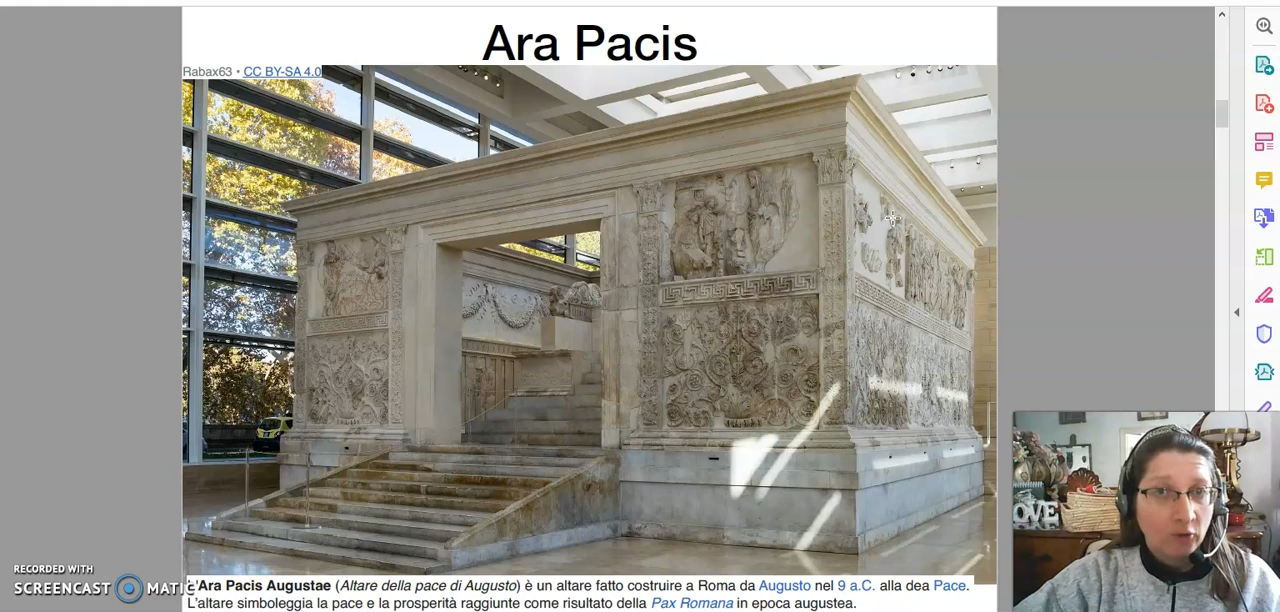 Ara Pacis
Rabax63 • CC BY-SA 4.0
L'Ara Pacis Augustae (Altare della pace di Augusto) è un altare fatto costruire a Roma da Augusto nel 9 a.C. alla dea Pace.
L'altare simboleggia la pace e la prosperità raggiunte come risultato della Pax Romana in epoca augustea.
LOVE
RECORDED WITH
SCREENCAST MATIC